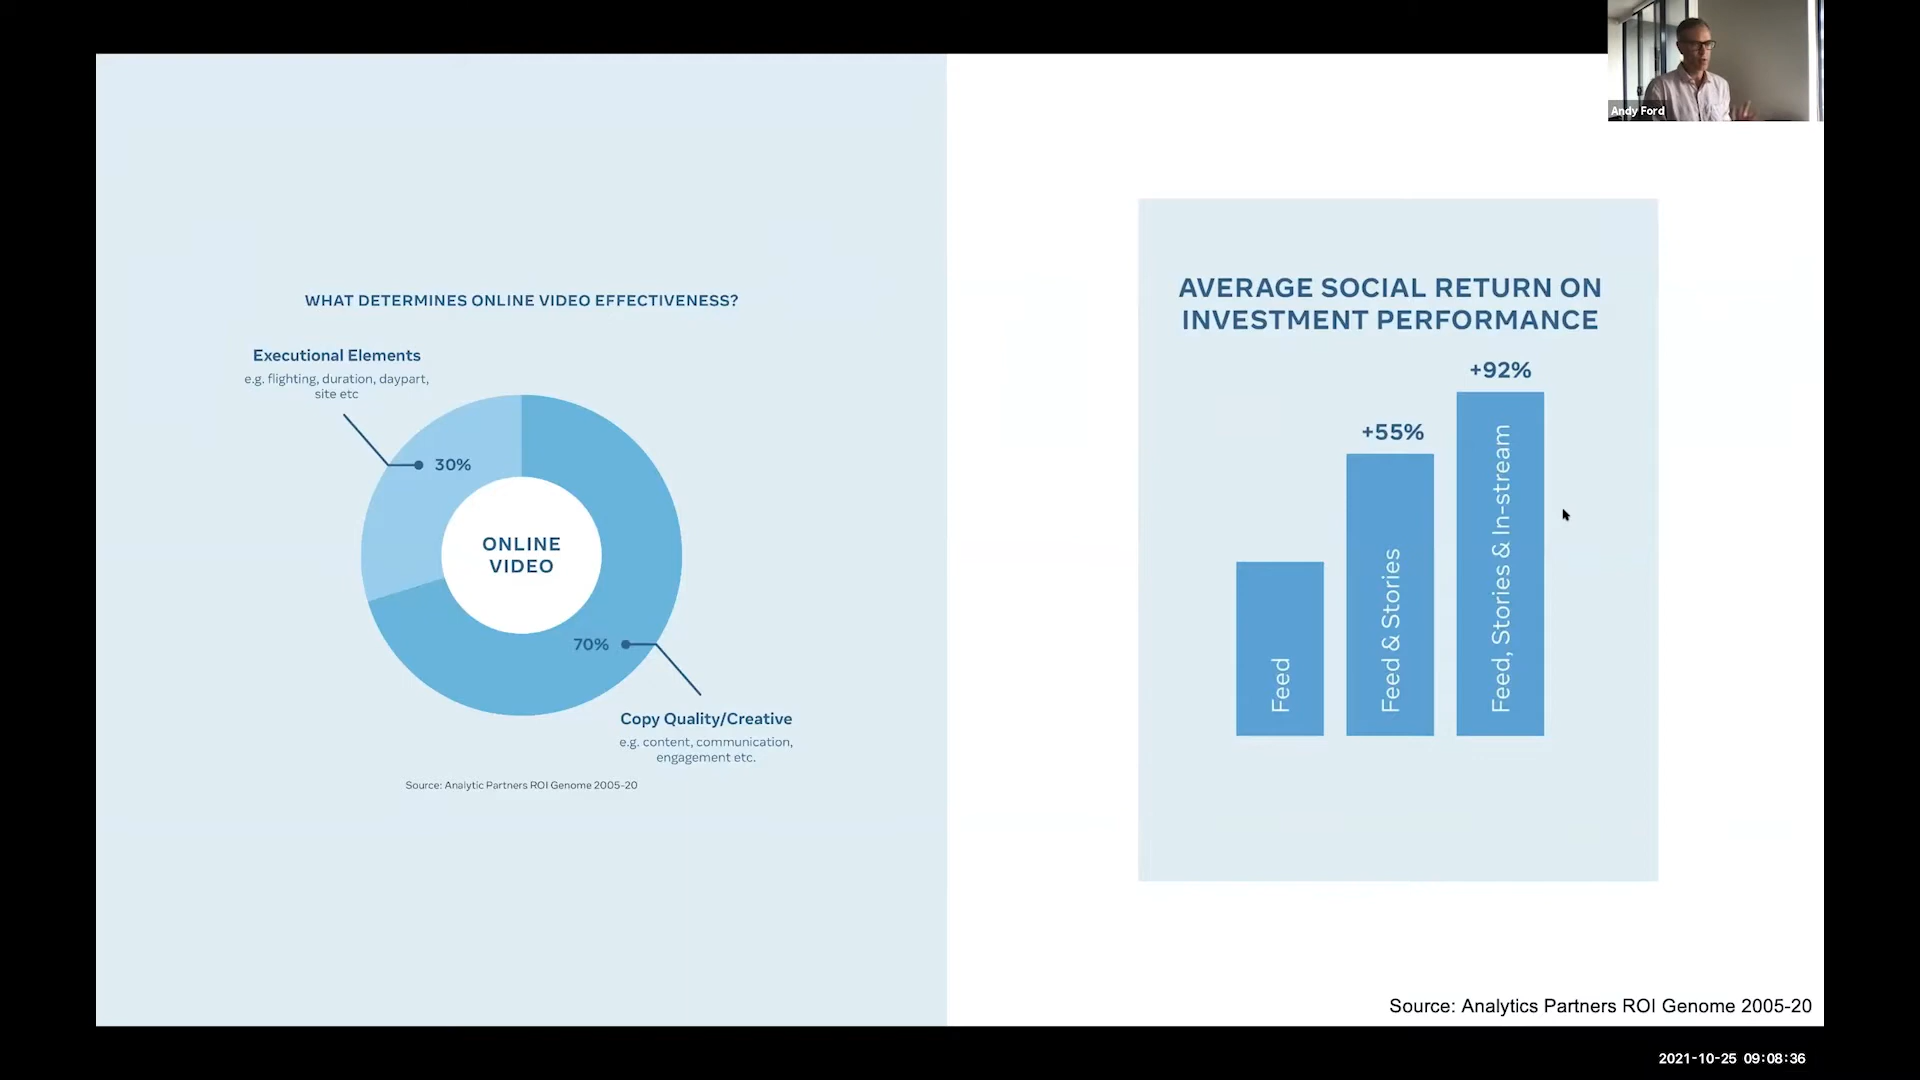 Andy Ford
WHAT DETERMINES ONLINE VIDEO EFFECTIVENESS?
Executional Elements
e.g. flighting, duration, daypart,
site etc
30%
ONLINE
VIDEO
70%
Copy Quality/Creative
e.g. content, communication,
engagement etc.
Source: Analytic Partners ROI Genome 2005-20
AVERAGE SOCIAL RETURN ON
INVESTMENT PERFORMANCE
+92%
+55%
Feed
Feed & Stories
Feed, Stories & In-stream
Source: Analytics Partners ROI Genome 2005-20
2021-10-25 09:08:36